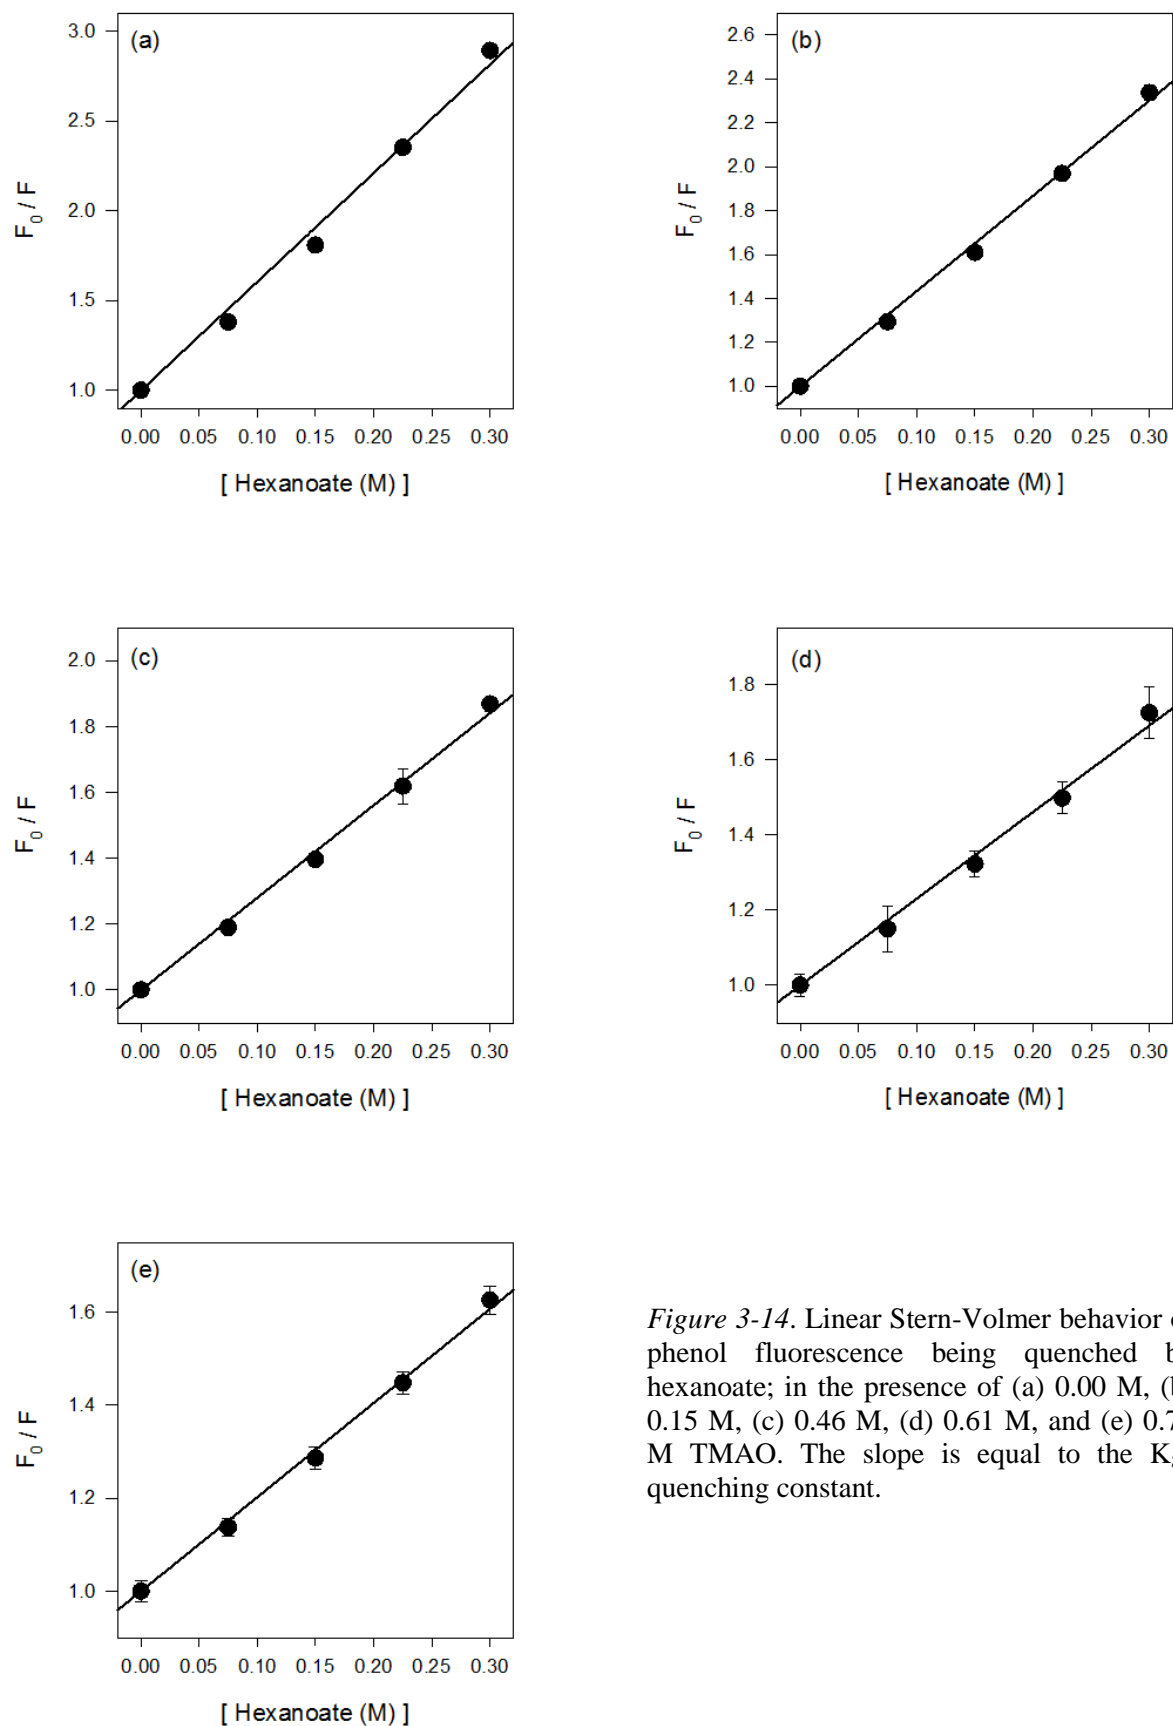 (a)
3.0
2.5
2.0
1.5
1.0
F0 / F
0.00 0.05 0.10 0.15 0.20 0.25 0.30
[ Hexanoate (M) ]
(b)
2.6
2.4
2.2
2.0
1.8
1.6
1.4
1.2
1.0
F0 / F
0.00 0.05 0.10 0.15 0.20 0.25 0.30
[ Hexanoate (M) ]
(c)
2.0
1.8
1.6
1.4
1.2
1.0
F0 / F
0.00 0.05 0.10 0.15 0.20 0.25 0.30
[ Hexanoate (M) ]
(d)
1.8
1.6
1.4
1.2
1.0
F0 / F
0.00 0.05 0.10 0.15 0.20 0.25 0.30
[ Hexanoate (M) ]
(e)
1.6
1.4
1.2
1.0
F0 / F
0.00 0.05 0.10 0.15 0.20 0.25 0.30
[ Hexanoate (M) ]
Figure 3-14. Linear Stern-Volmer behavior
phenol fluorescence being quenched
hexanoate; in the presence of (a) 0.00 M,
0.15 M, (c) 0.46 M, (d) 0.61 M, and (e)
M TMAO. The slope is equal to the
quenching constant.